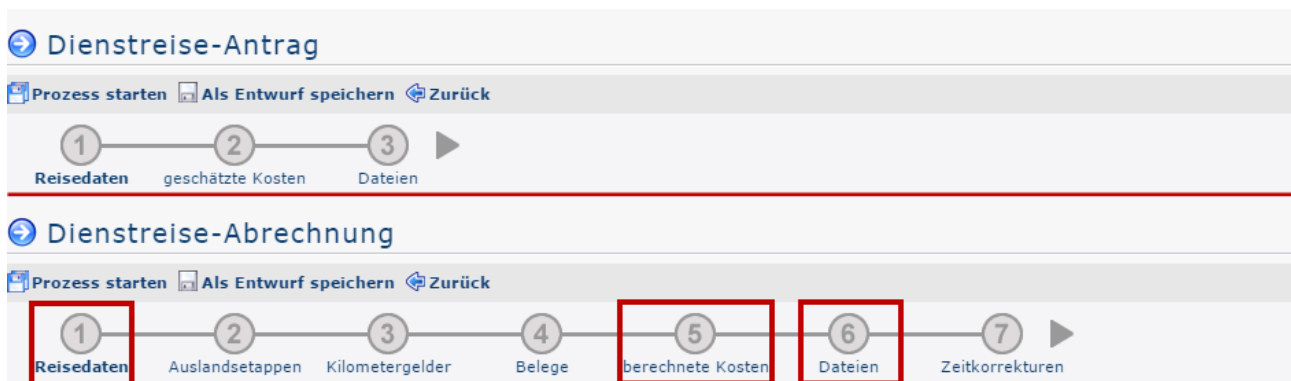 Dienstreise-Antrag
Prozess starten Als Entwurf speichern Zurück
1 2 3
Reisedaten geschätzte Kosten Dateien
Dienstreise-Abrechnung
Prozess starten Als Entwurf speichern Zurück
1 2 3 4 5 6 7
Reisedaten Auslandsetappen Kilometergelder Belege berechnete Kosten Dateien Zeitkorrekturen